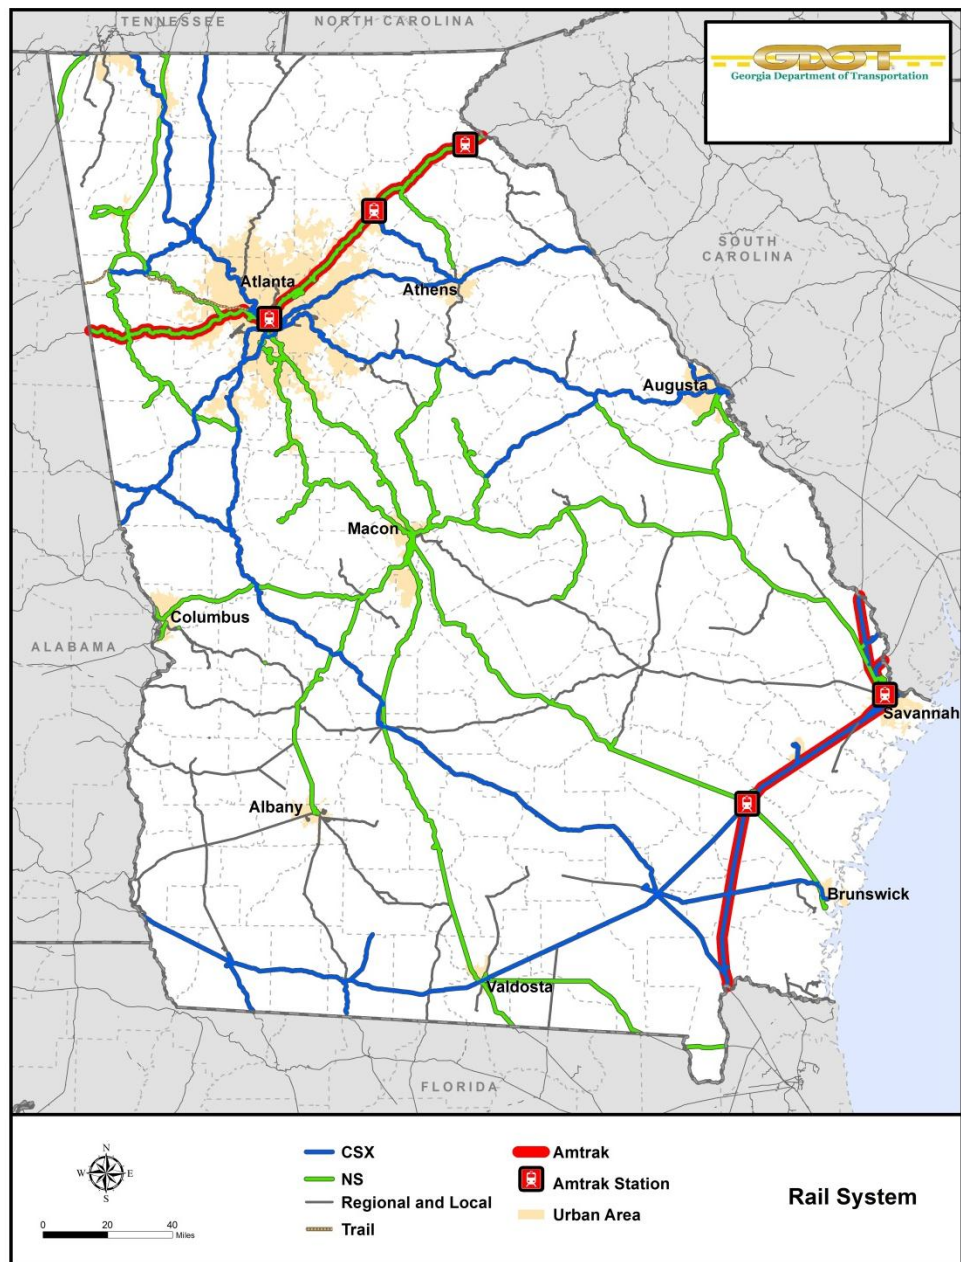 TENNESSEE
NORTH CAROLINA
GDOT
Georgia Department of Transportation
SOUTH
CAROLINA
Atlanta
Athens
Augusta
Macon
Columbus
ALABAMA
Savannah
Albany
Brunswick
Valdosta
FLORIDA
N
W E
S
0 20 40
Miles
CSX
NS
Regional and Local
Trail
Amtrak
Amtrak Station
Urban Area
Rail System